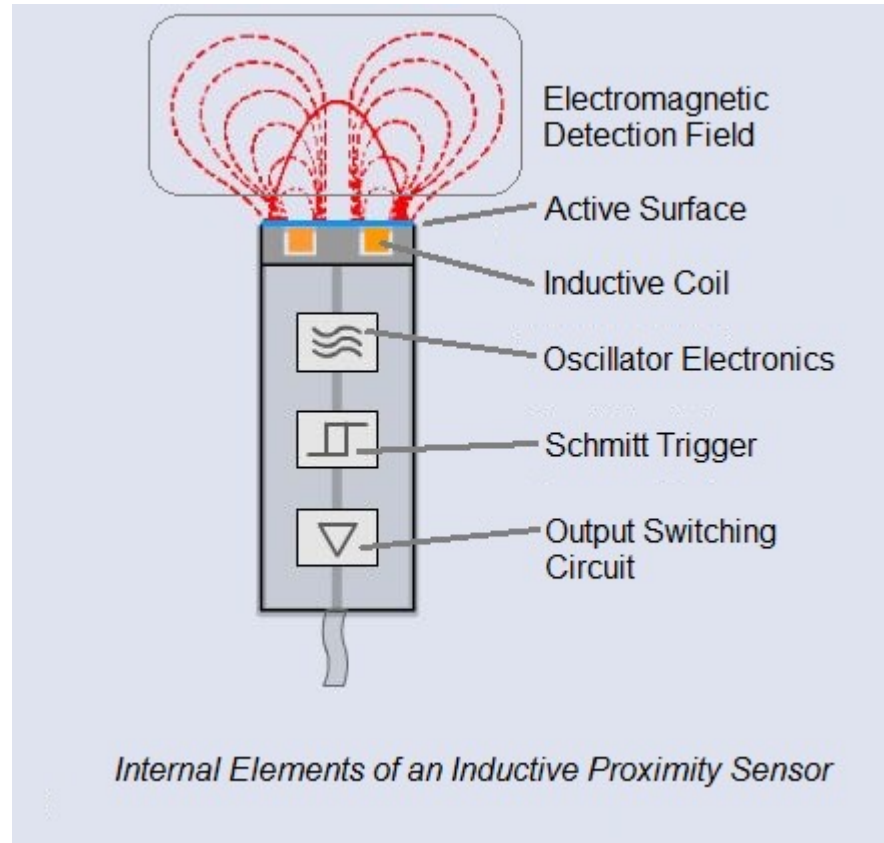 Electromagnetic
Detection Field
Active Surface
Inductive Coil
Oscillator Electronics
Schmitt Trigger
Output Switching
Circuit
Internal Elements of an Inductive Proximity Sensor